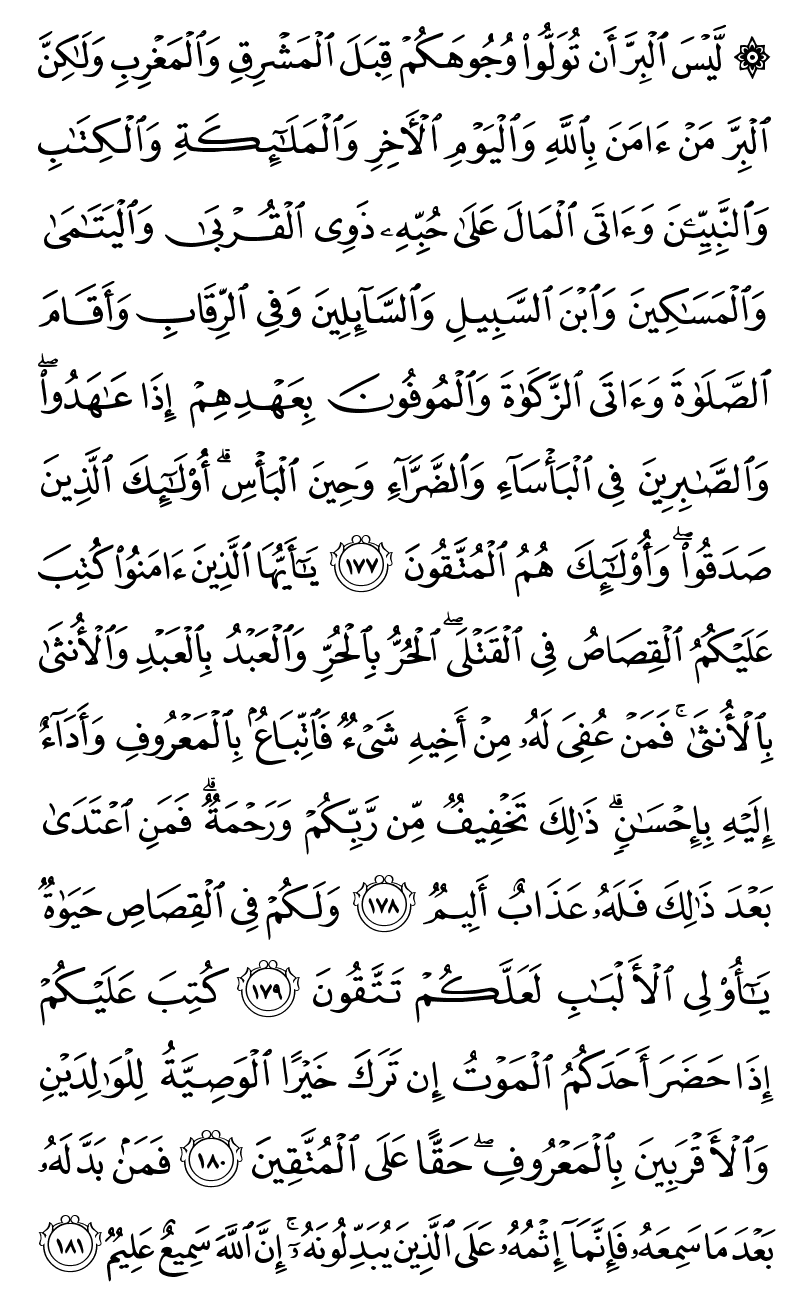 ۞ لَّيۡسَ ٱلۡبِرَّ أَن تُوَلُّواْ وُجُوهَكُمۡ قِبَلَ ٱلۡمَشۡرِقِ وَٱلۡمَغۡرِبِ وَلَٰكِنَّ
ٱلۡبِرَّ مَنۡ ءَامَنَ بِٱللَّهِ وَٱلۡيَوۡمِ ٱلۡأٓخِرِ وَٱلۡمَلَٰٓئِكَةِ وَٱلۡكِتَٰبِ
وَٱلنَّبِيِّـۧنَ وَءَاتَى ٱلۡمَالَ عَلَىٰ حُبِّهِۦ ذَوِي ٱلۡقُرۡبَىٰ وَٱلۡيَتَٰمَىٰ
وَٱلۡمَسَٰكِينَ وَٱبۡنَ ٱلسَّبِيلِ وَٱلسَّآئِلِينَ وَفِي ٱلرِّقَابِ وَأَقَامَ
ٱلصَّلَوٰةَ وَءَاتَى ٱلزَّكَوٰةَ وَٱلۡمُوفُونَ بِعَهۡدِهِمۡ إِذَا عَٰهَدُواْۖ
وَٱلصَّٰبِرِينَ فِي ٱلۡبَأۡسَآءِ وَٱلضَّرَّآءِ وَحِينَ ٱلۡبَأۡسِۗ أُوْلَٰٓئِكَ ٱلَّذِينَ
صَدَقُواْۖ وَأُوْلَٰٓئِكَ هُمُ ٱلۡمُتَّقُونَ ١٧٧ يَٰٓأَيُّهَا ٱلَّذِينَ ءَامَنُواْ كُتِبَ
عَلَيۡكُمُ ٱلۡقِصَاصُ فِي ٱلۡقَتۡلَىۖ ٱلۡحُرُّ بِٱلۡحُرِّ وَٱلۡعَبۡدُ بِٱلۡعَبۡدِ وَٱلۡأُنثَىٰ
بِٱلۡأُنثَىٰۚ فَمَنۡ عُفِيَ لَهُۥ مِنۡ أَخِيهِ شَيۡءٞ فَٱتِّبَاعُۢ بِٱلۡمَعۡرُوفِ وَأَدَآءٌ
إِلَيۡهِ بِإِحۡسَٰنٖۗ ذَٰلِكَ تَخۡفِيفٞ مِّن رَّبِّكُمۡ وَرَحۡمَةٞۗ فَمَنِ ٱعۡتَدَىٰ
بَعۡدَ ذَٰلِكَ فَلَهُۥ عَذَابٌ أَلِيمٞ ١٧٨ وَلَكُمۡ فِي ٱلۡقِصَاصِ حَيَوٰةٞ
يَٰٓأُوْلِي ٱلۡأَلۡبَٰبِ لَعَلَّكُمۡ تَتَّقُونَ ١٧٩ كُتِبَ عَلَيۡكُمۡ
إِذَا حَضَرَ أَحَدَكُمُ ٱلۡمَوۡتُ إِن تَرَكَ خَيۡرًا ٱلۡوَصِيَّةُ لِلۡوَٰلِدَيۡنِ
وَٱلۡأَقۡرَبِينَ بِٱلۡمَعۡرُوفِۖ حَقًّا عَلَى ٱلۡمُتَّقِينَ ١٨٠ فَمَنۢ بَدَّلَهُۥ
بَعۡدَ مَا سَمِعَهُۥ فَإِنَّمَآ إِثۡمُهُۥ عَلَى ٱلَّذِينَ يُبَدِّلُونَهُۥٓۚ إِنَّ ٱللَّهَ سَمِيعٌ عَلِيمٞ ١٨١